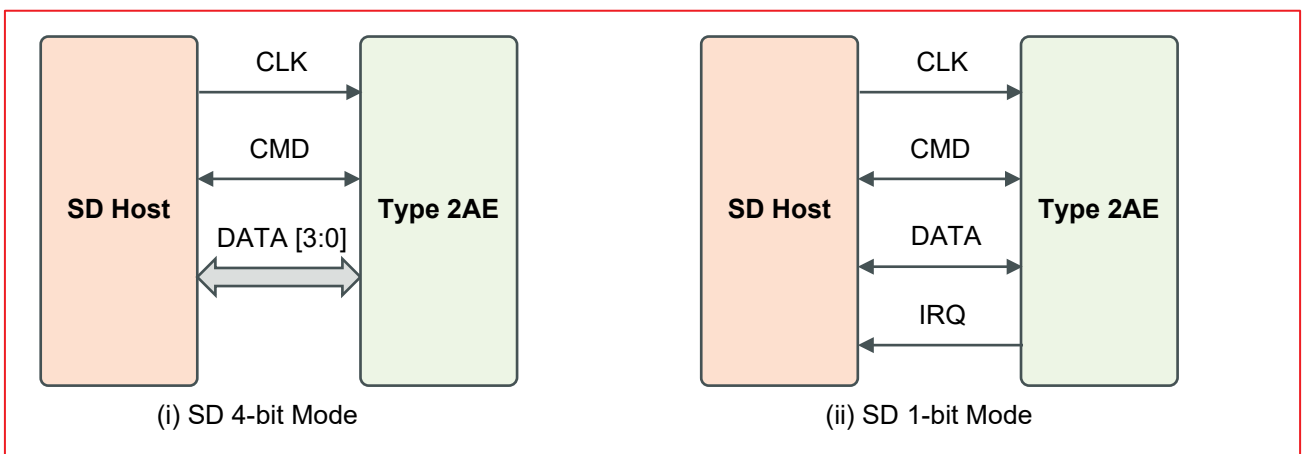 CLK
CMD
SD Host
Type 2AE
DATA [3:0]
(i) SD 4-bit Mode
CLK
CMD
SD Host
Type 2AE
DATA
IRQ
(ii) SD 1-bit Mode